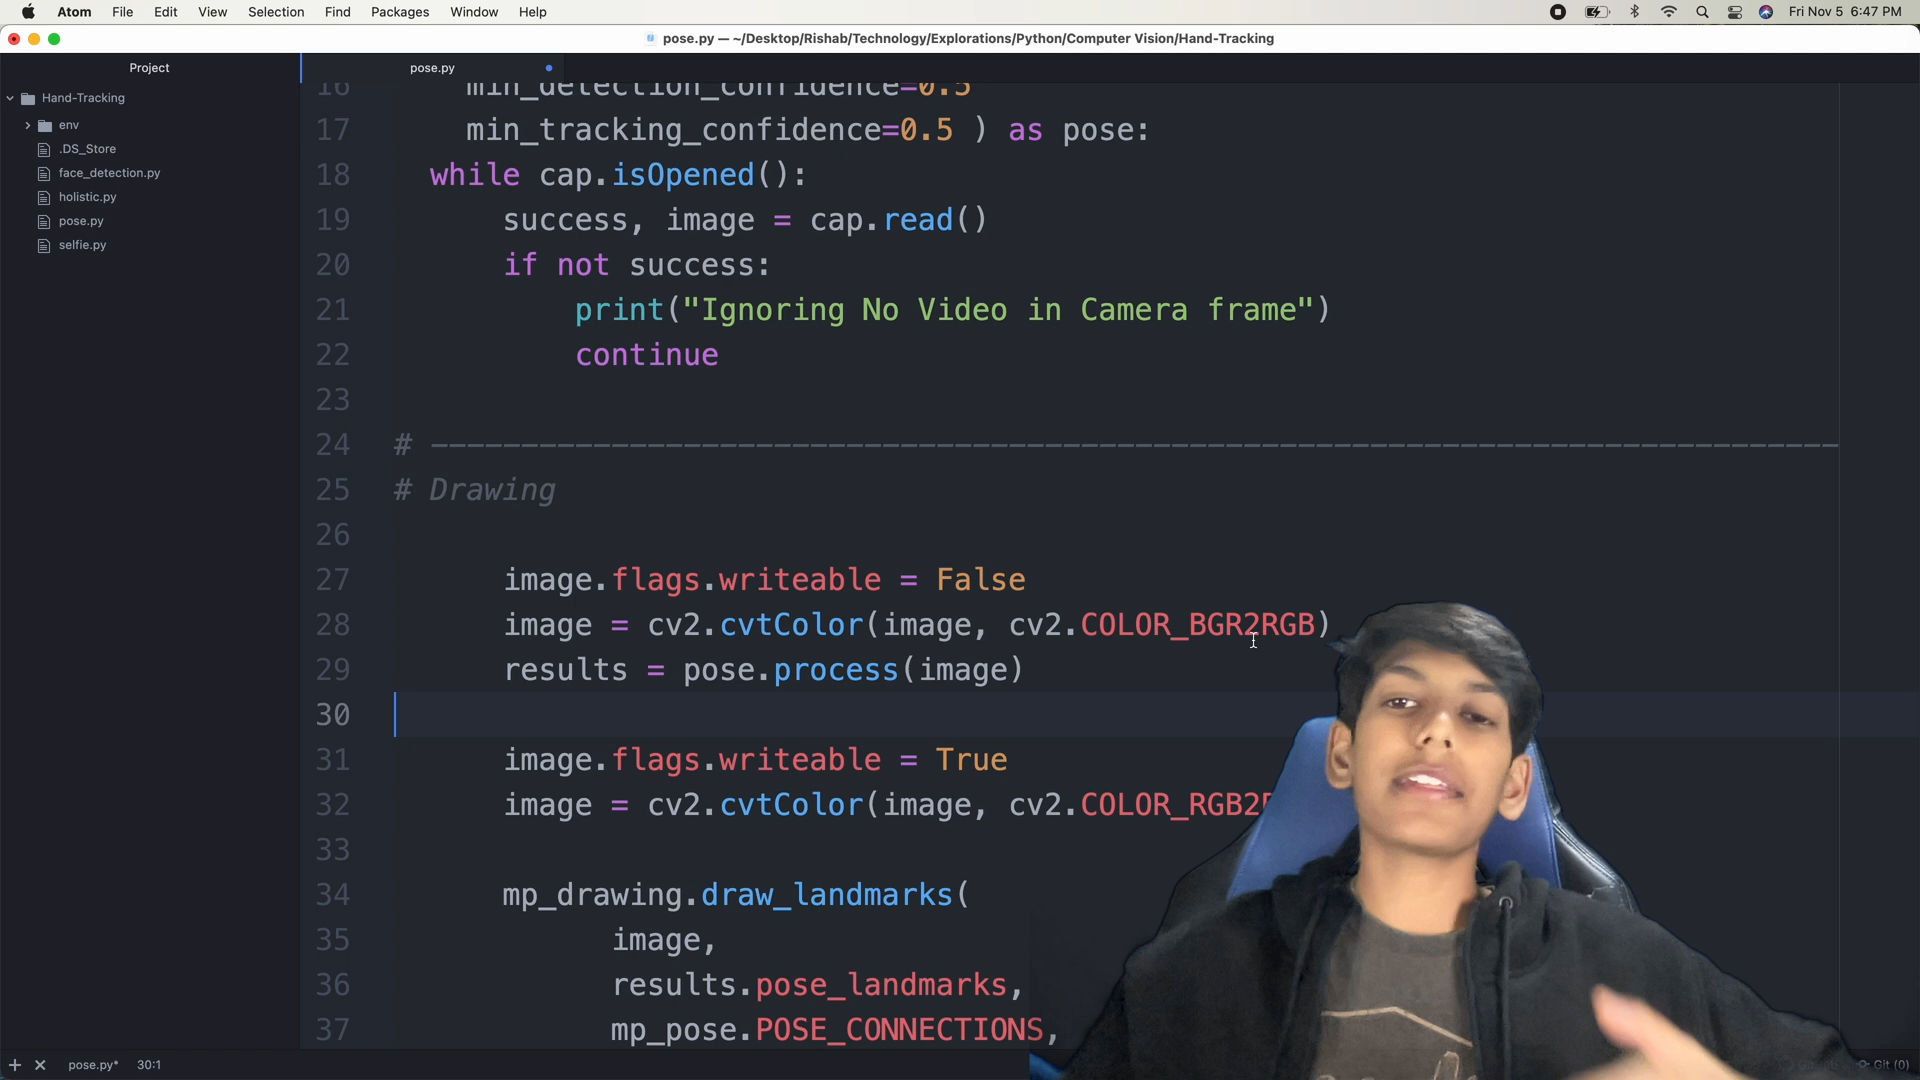 Atom File Edit View Selection Find Packages Window Help Fri Nov 5 6:47 PM
pose.py — ~/Desktop/Rishab/Technology/Explorations/Python/Computer Vision/Hand-Tracking
Project
pose.py
Hand-Tracking
env
.DS_Store
face_detection.py
holistic.py
pose.py
selfie.py
16 min_detection_confidence=0.5
17 min_tracking_confidence=0.5 ) as pose:
18 while cap.isOpened():
19 success, image = cap.read()
20 if not success:
21 print("Ignoring No Video in Camera frame")
22 continue
23
24 # ------------------------------------------------------------------------------
25 # Drawing
26
27 image.flags.writeable = False
28 image = cv2.cvtColor(image, cv2.COLOR_BGR2RGB)
29 results = pose.process(image)
30
31 image.flags.writeable = True
32 image = cv2.cvtColor(image, cv2.COLOR_RGB2
33
34 mp_drawing.draw_landmarks(
35 image,
36 results.pose_landmarks,
37 mp_pose.POSE_CONNECTIONS,
pose.py* 30:1
Git (0)